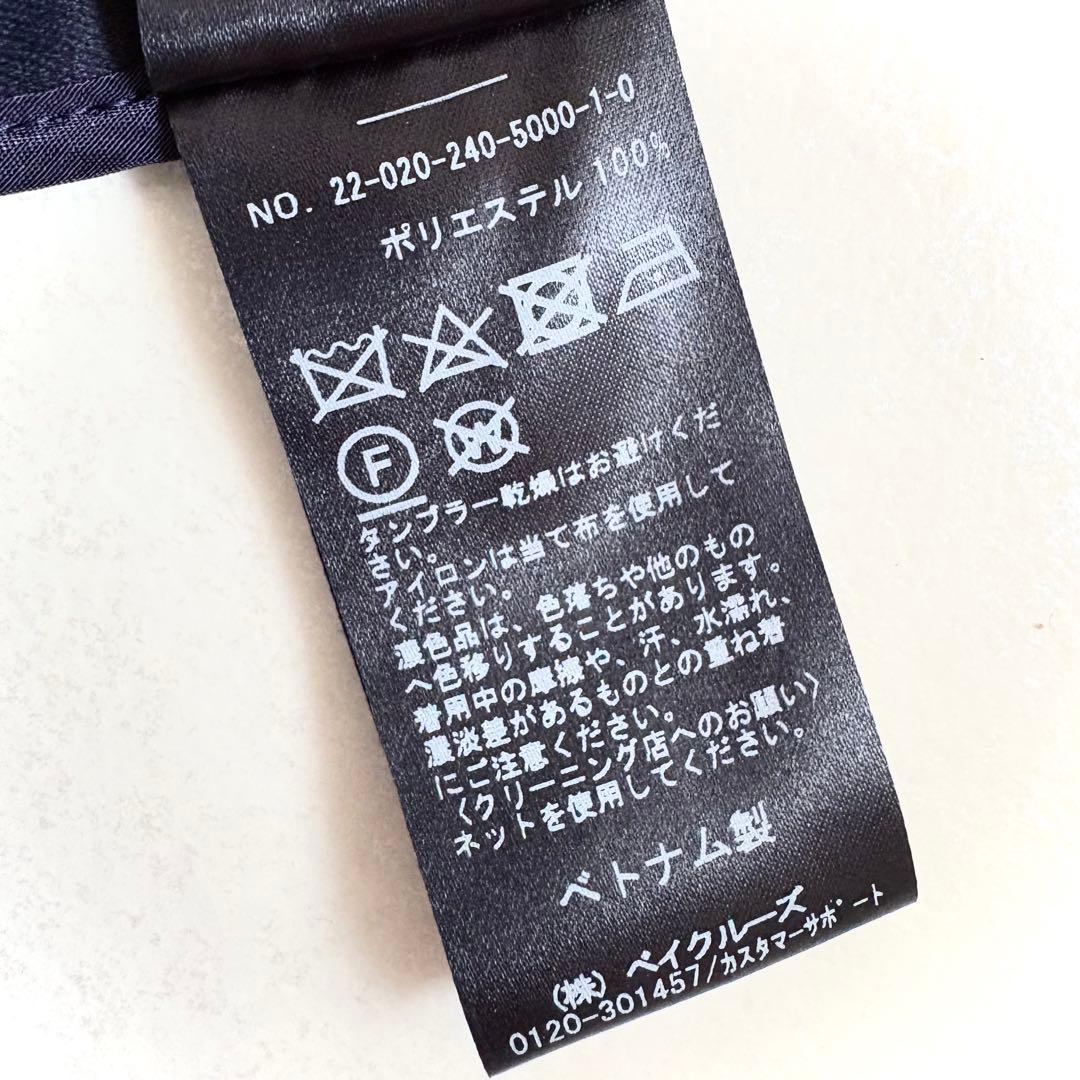 NO. 22-020-240-5000-1-0
ポリエステル 100%
F
W
タンブラー乾燥はお避けくだ
さい。
アイロンは当て布を使用して
ください。
濃色品は、色落ちや他のもの
へ色移りすることがあります。
着用中の摩擦や、汗、水濡れ、
濃淡差があるものとの重ね着
にご注意ください。
〈クリーニング店へのお願い〉
ネットを使用してください。
ベトナム製
(株) ベイクルーズ
0120-301457/カスタマーサポート